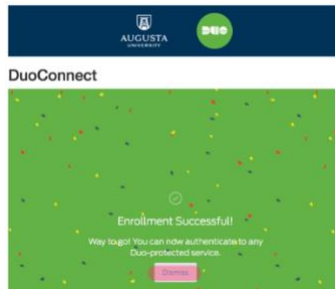 AUGUSTA
UNIVERSITY
DUO
DuoConnect
Enrollment Successful!
Way to go! You can now authenticate to any
Duo-protected service.
Dismiss